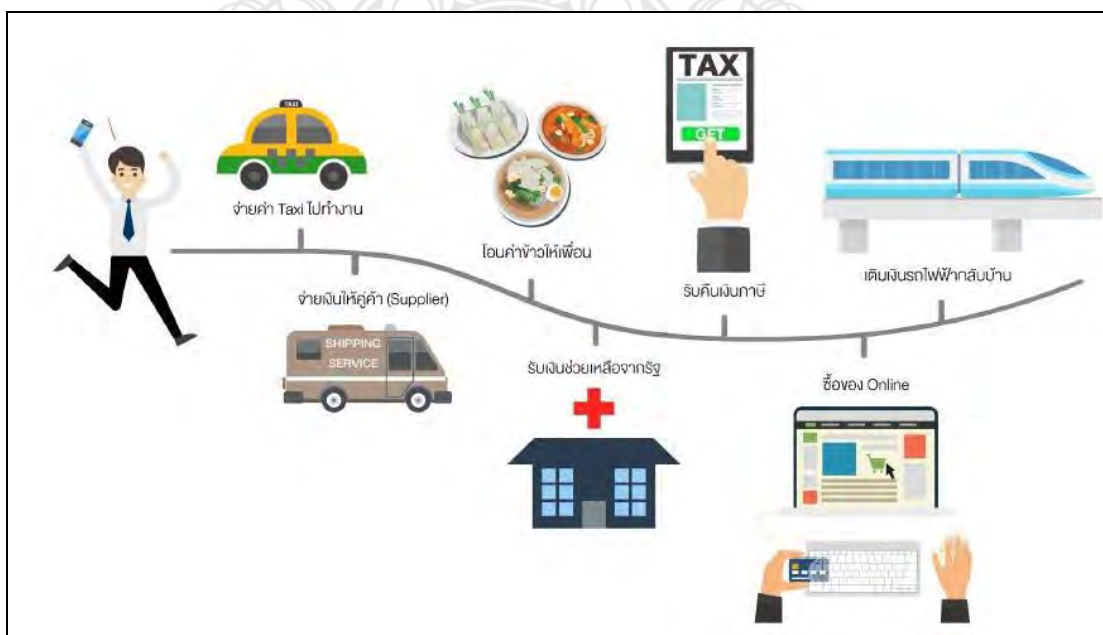 TAXI
จ่ายค่า Taxi ไปทำงาน
จ่ายเงินให้คู่ค้า (Supplier)
SHIPPING
SERVICE
โอนค่าข้าวให้เพื่อน
รับเงินช่วยเหลือจากรัฐ
TAX
GET
รับคืนเงินภาษี
ซื้อของ Online
เติมเงินรถไฟฟ้ากลับบ้าน